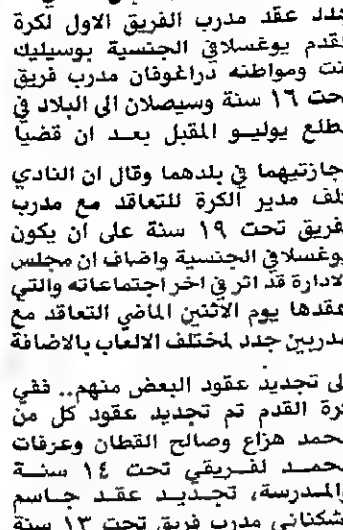 جدد عقد مدرب الفريق الاول لكرة
القدم يوغسلافي الجنسية بوسيليك
نت ومواطنه دراغوفان مدرب فريق
تحت ١٦ سنة وسيصلان الى البلاد في
مطلع يوليو المقبل بعد ان قضيا
اجازتيهما في بلدهما وقال ان النادي
كلف مدير الكرة للتعاقد مع مدرب
لفريق تحت ١٩ سنة على ان يكون
يوغسلافي الجنسية واضاف ان مجلس
الادارة قد اثر في اخر اجتماعاته والتي
عقدها يوم الاثنين الماضي التعاقد مع
مدربين جدد لمختلف الالعاب بالاضافة
الى تجديد عقود البعض منهم.. ففي
كرة القدم تم تجديد عقود كل من
محمد هزاع وصالح القطان وعرفات
محمد لفريقي تحت ١٤ سنة
والمدرسة، تجديد عقد جاسم
اشكناني مدرب فريق تحت ١٣ سنة